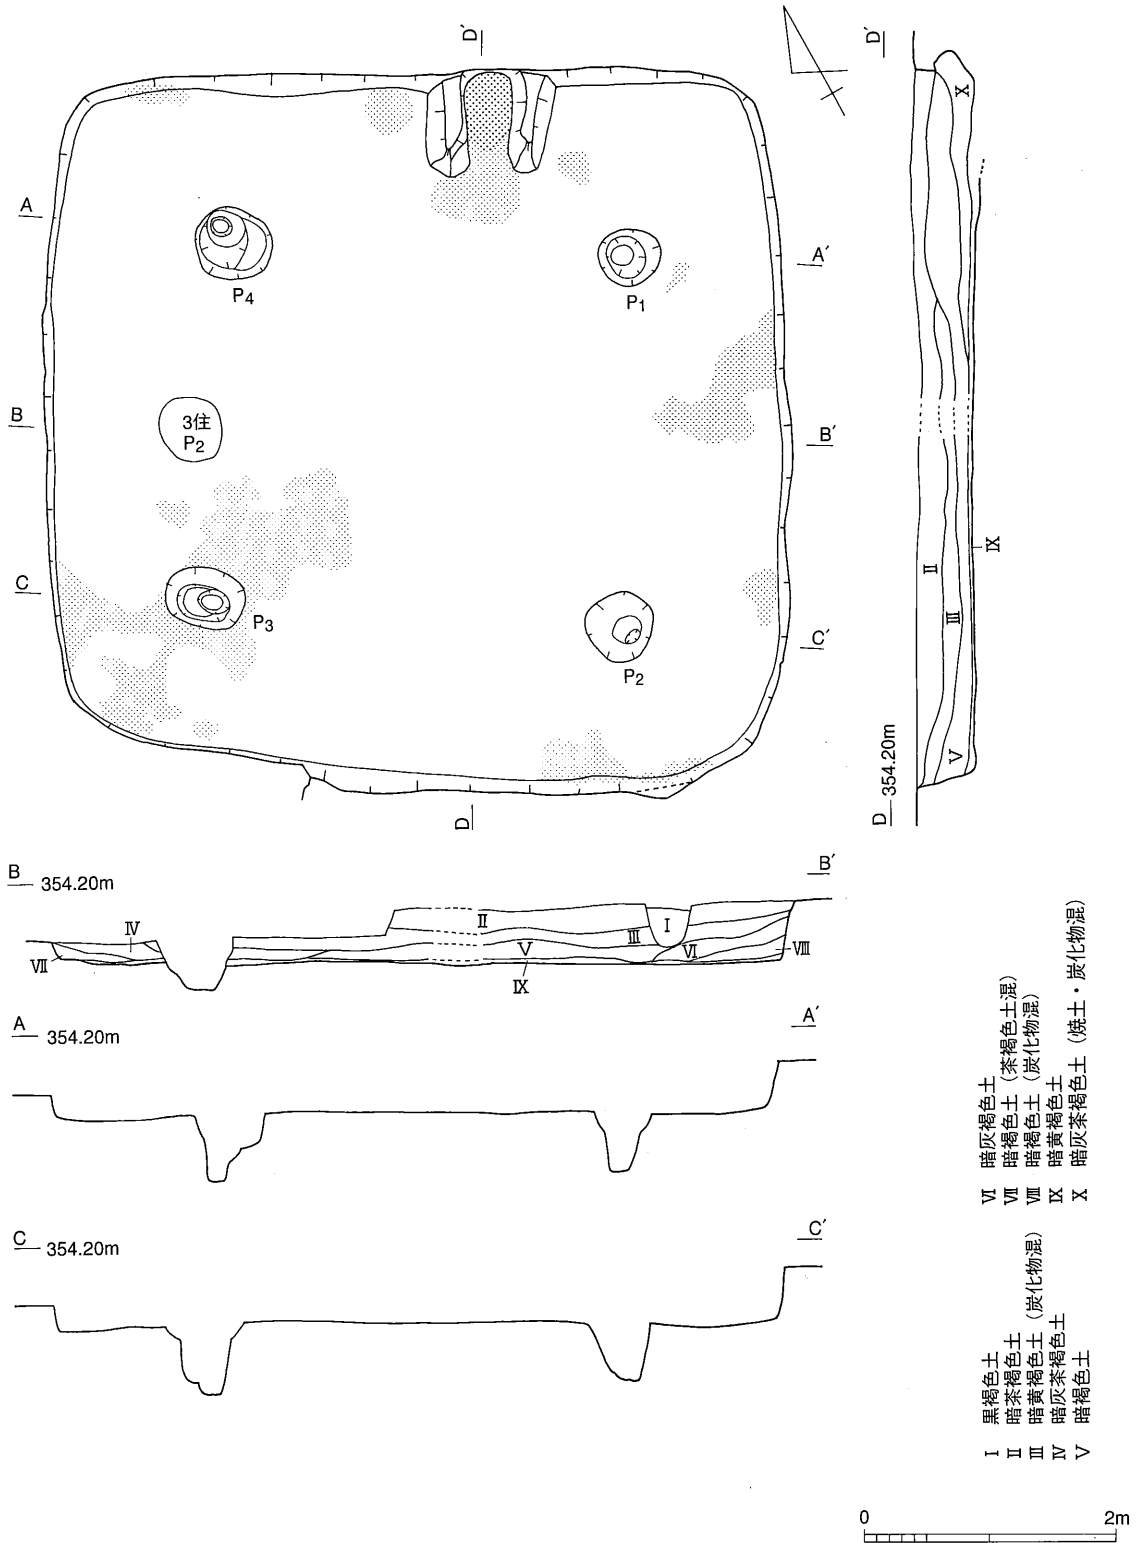 D′
D′
A
A′
P4
P1
B
3住
P2
B′
C
P3
C′
P2
D
Ⅱ
Ⅲ
Ⅴ
Ⅸ
Ⅹ
D 354.20m
B 354.20m
B′
Ⅳ
Ⅶ
Ⅱ
Ⅲ
Ⅰ
Ⅴ
Ⅵ
Ⅷ
Ⅸ
A 354.20m
A′
C 354.20m
C′
Ⅰ 黒褐色土
Ⅱ 暗茶褐色土
Ⅲ 暗黄褐色土（炭化物混）
Ⅳ 暗灰茶褐色土
Ⅴ 暗褐色土
Ⅵ 暗灰褐色土
Ⅶ 暗褐色土（茶褐色土混）
Ⅷ 暗褐色土（炭化物混）
Ⅸ 暗黄褐色土
Ⅹ 暗灰茶褐色土（焼土・炭化物混）
0 2m